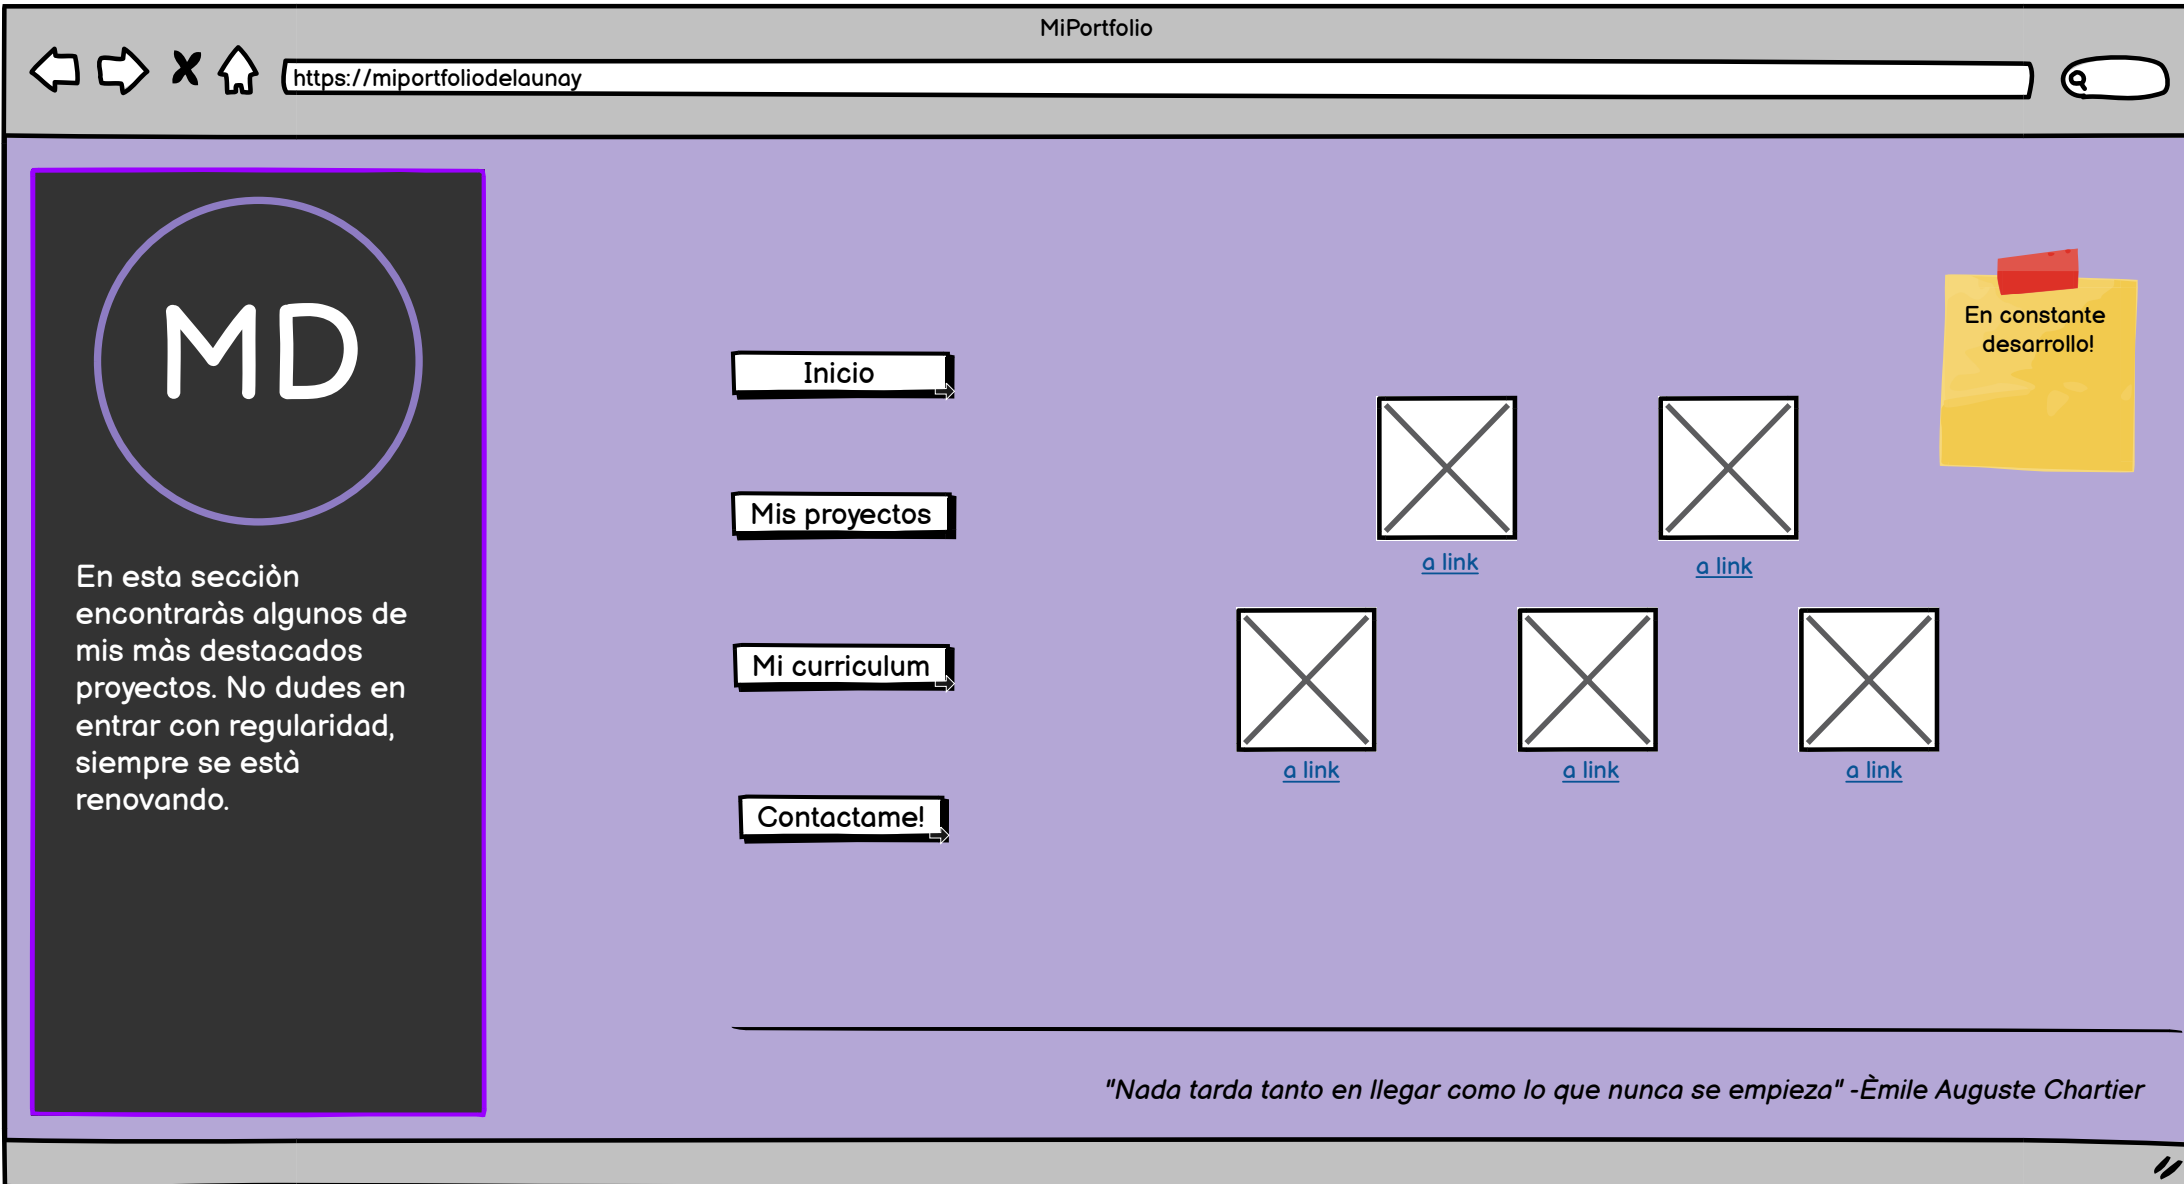 MiPortfolio
https://miportfoliodelaunay
MD
En esta secciòn
encontraràs algunos de
mis màs destacados
proyectos. No dudes en
entrar con regularidad,
siempre se està
renovando.
Inicio
Mis proyectos
Mi curriculum
Contactame!
En constante
desarrollo!
a link
a link
a link
a link
a link
"Nada tarda tanto en llegar como lo que nunca se empieza" -Èmile Auguste Chartier